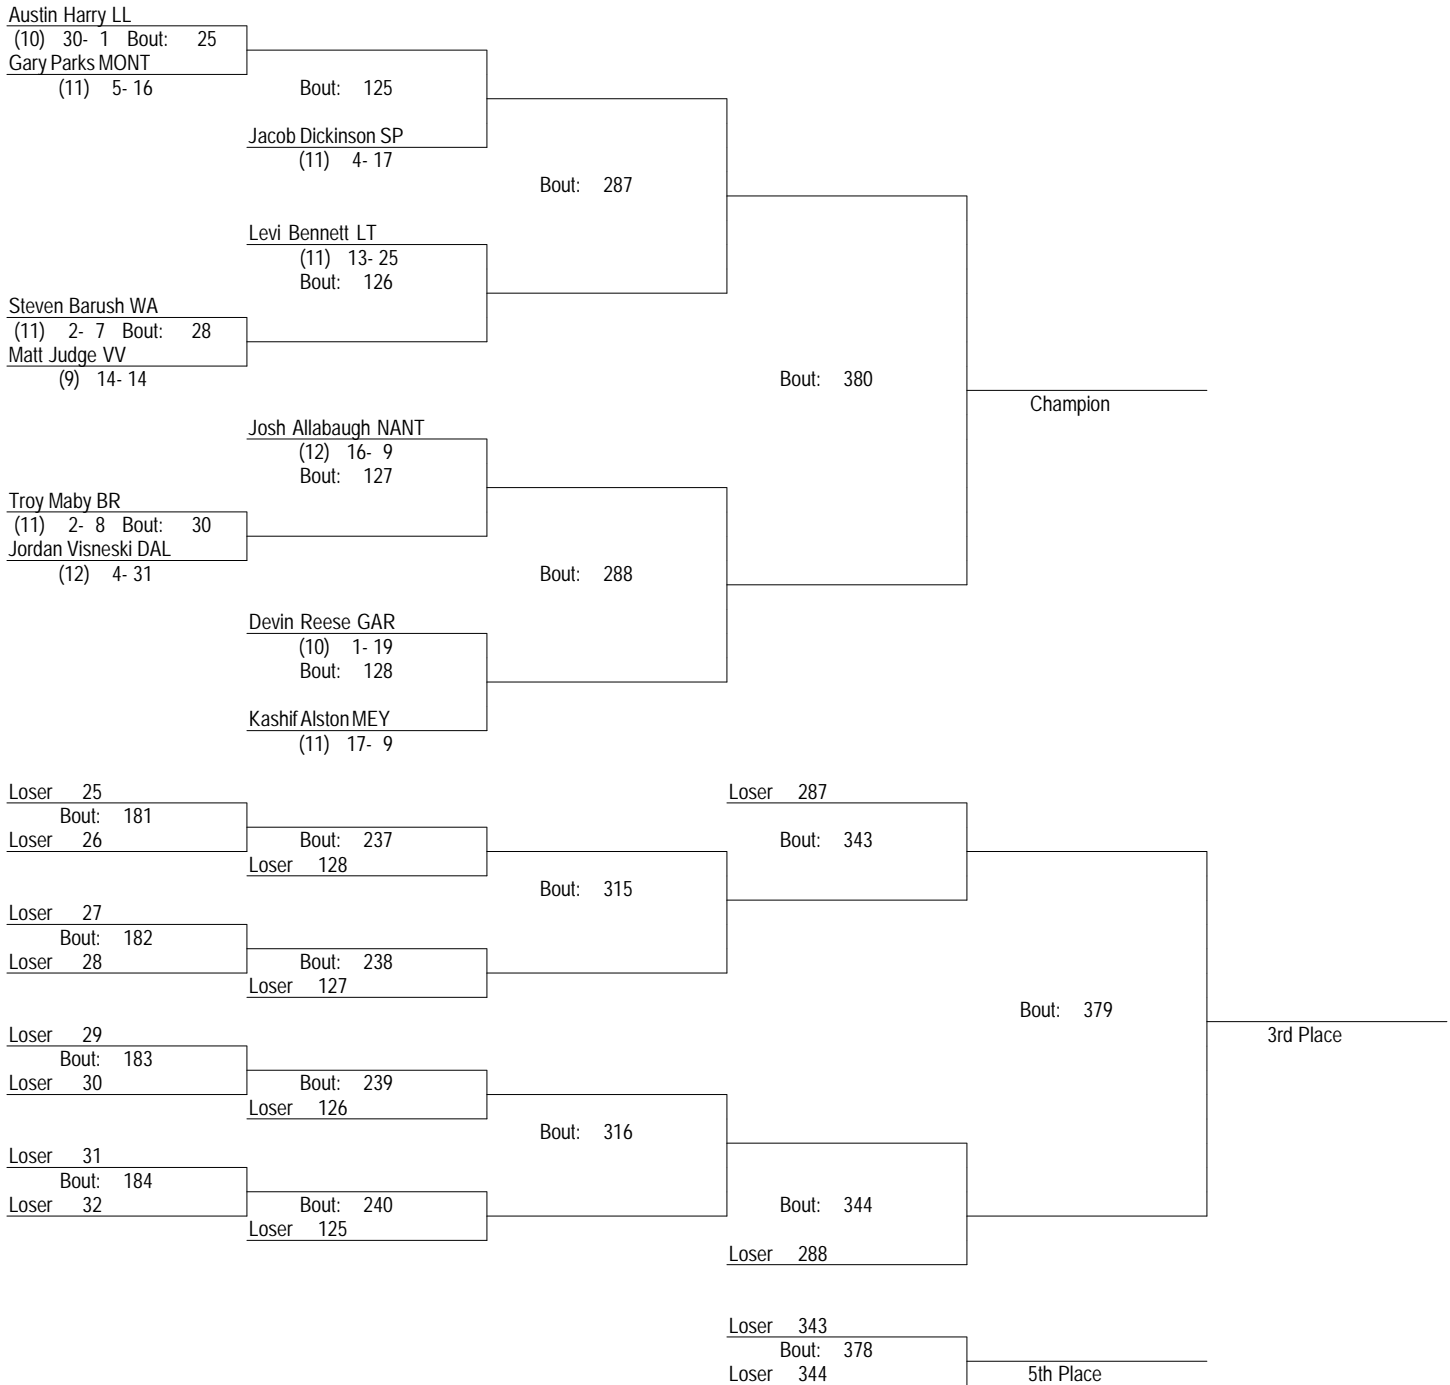 Austin Harry LL
(10) 30- 1 Bout: 25
Gary Parks MONT
(11) 5- 16
Bout: 125
Jacob Dickinson SP
(11) 4- 17
Bout: 287
Levi Bennett LT
(11) 13- 25
Bout: 126
Steven Barush WA
(11) 2- 7 Bout: 28
Matt Judge VV
(9) 14- 14
Bout: 380
Champion
Josh Allabaugh NANT
(12) 16- 9
Bout: 127
Troy Maby BR
(11) 2- 8 Bout: 30
Jordan Visneski DAL
(12) 4- 31
Bout: 288
Devin Reese GAR
(10) 1- 19
Bout: 128
Kashif Alston MEY
(11) 17- 9
Loser 25
Bout: 181
Loser 26
Bout: 237
Loser 128
Loser 287
Bout: 343
Bout: 315
Loser 27
Bout: 182
Loser 28
Bout: 238
Loser 127
Bout: 379
3rd Place
Loser 29
Bout: 183
Loser 30
Bout: 239
Loser 126
Bout: 316
Loser 31
Bout: 184
Loser 32
Bout: 240
Loser 125
Bout: 344
Loser 288
Loser 343
Bout: 378
Loser 344
5th Place